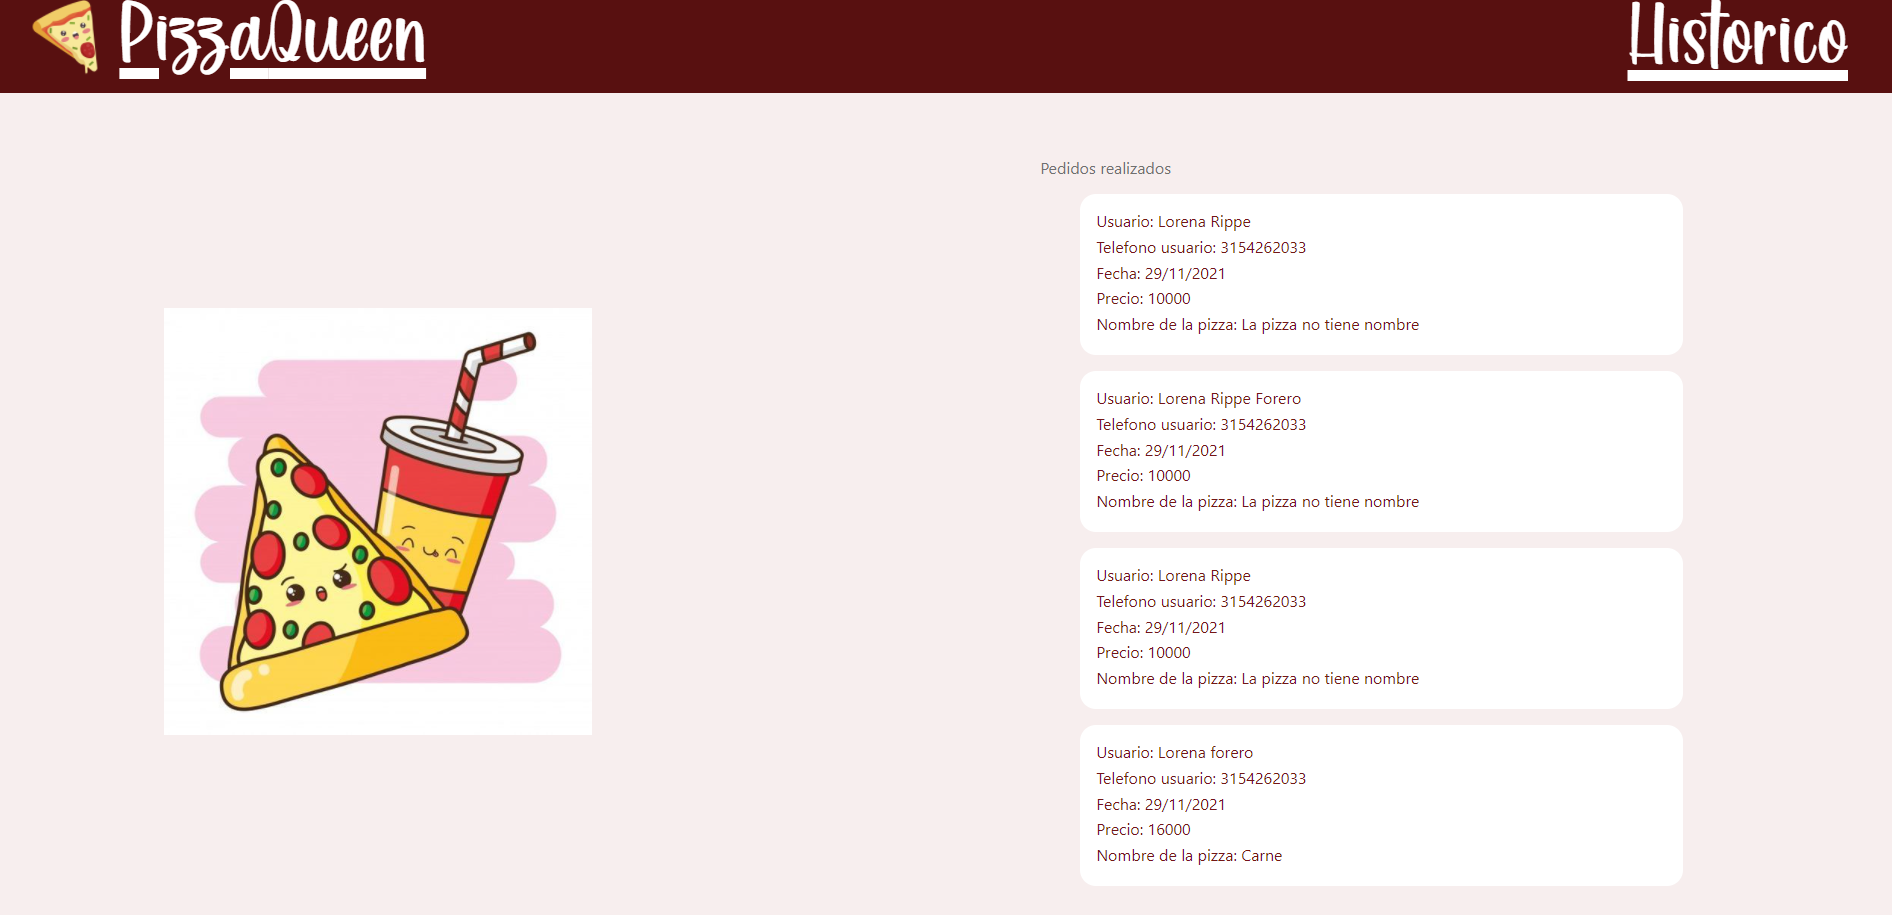 PizzaQueen
Historico
Pedidos realizados
Usuario: Lorena Rippe
Telefono usuario: 3154262033
Fecha: 29/11/2021
Precio: 10000
Nombre de la pizza: La pizza no tiene nombre
Usuario: Lorena Rippe Forero
Telefono usuario: 3154262033
Fecha: 29/11/2021
Precio: 10000
Nombre de la pizza: La pizza no tiene nombre
Usuario: Lorena Rippe
Telefono usuario: 3154262033
Fecha: 29/11/2021
Precio: 10000
Nombre de la pizza: La pizza no tiene nombre
Usuario: Lorena forero
Telefono usuario: 3154262033
Fecha: 29/11/2021
Precio: 16000
Nombre de la pizza: Carne